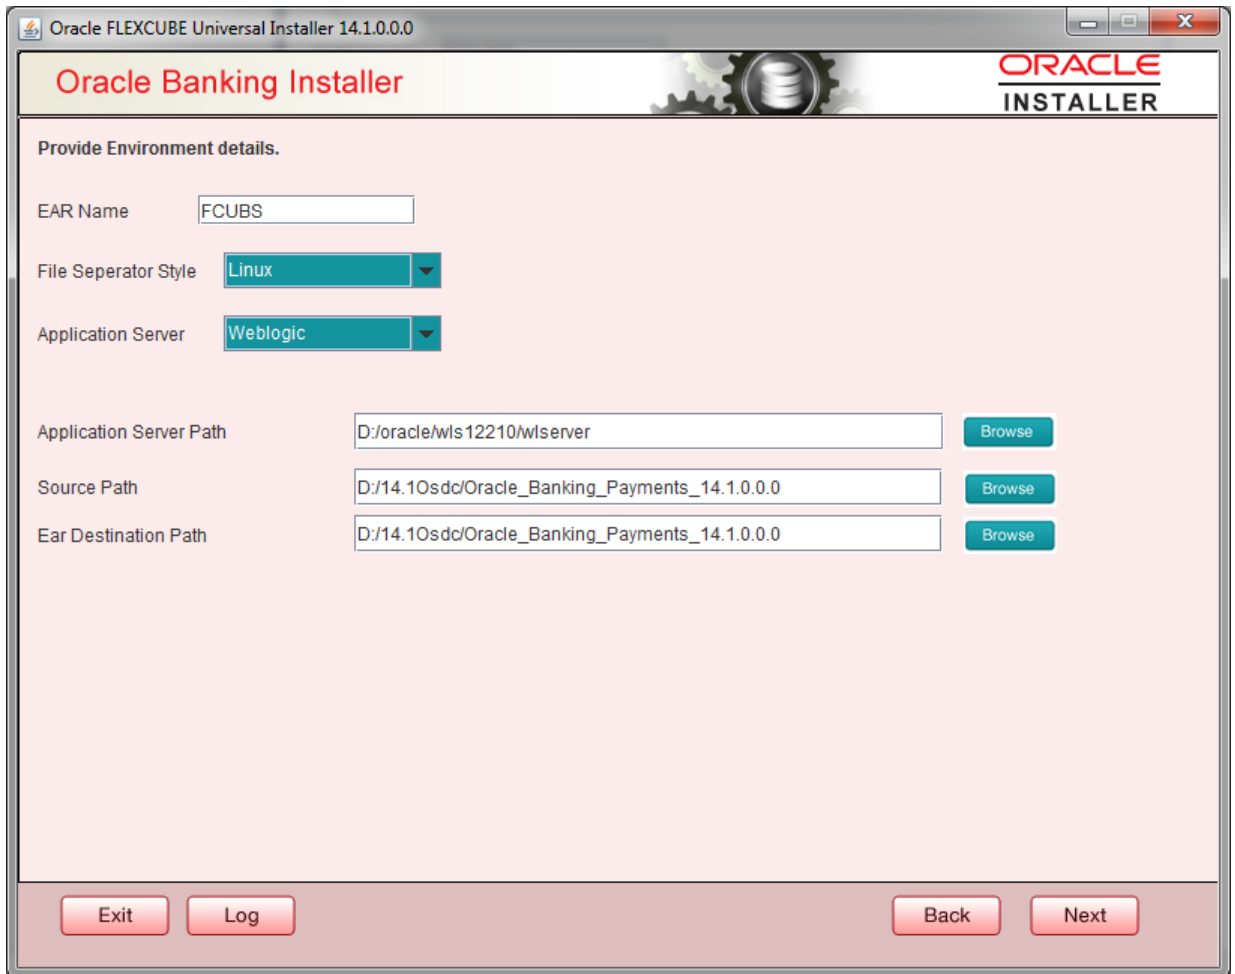 Oracle FLEXCUBE Universal Installer 14.1.0.0.0
Oracle Banking Installer
ORACLE
INSTALLER
Provide Environment details.
EAR Name FCUBS
File Seperator Style Linux
Application Server Weblogic
Application Server Path D:/oracle/wls12210/wlserver Browse
Source Path D:/14.1Osdc/Oracle_Banking_Payments_14.1.0.0.0 Browse
Ear Destination Path D:/14.1Osdc/Oracle_Banking_Payments_14.1.0.0.0 Browse
Exit Log Back Next